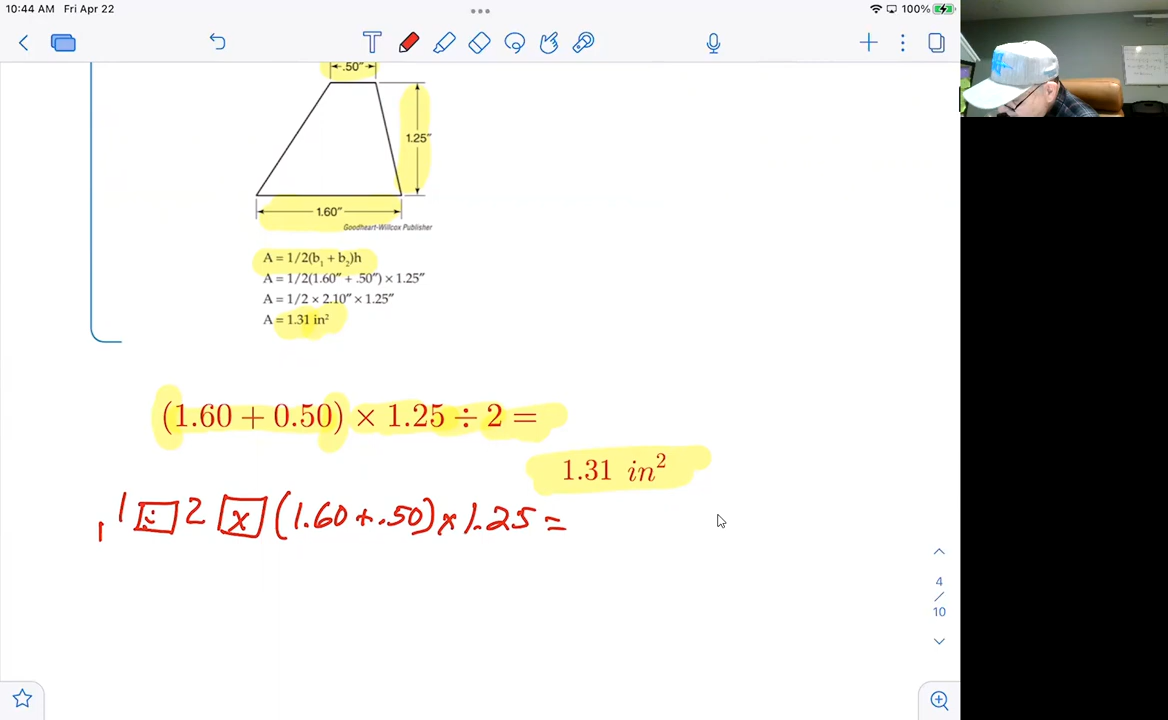 10:44 AM Fri Apr 22
100%
T
.50"
1.25"
1.60"
Goodheart-Willcox Publisher
A = 1/2(b₁ + b₂)h
A = 1/2(1.60" + .50") × 1.25"
A = 1/2 × 2.10" × 1.25"
A = 1.31 in²
(1.60 + 0.50) × 1.25 ÷ 2 =
1.31 in²
1 ÷ 2 x (1.60 + .50) x 1.25 =
4
/
10